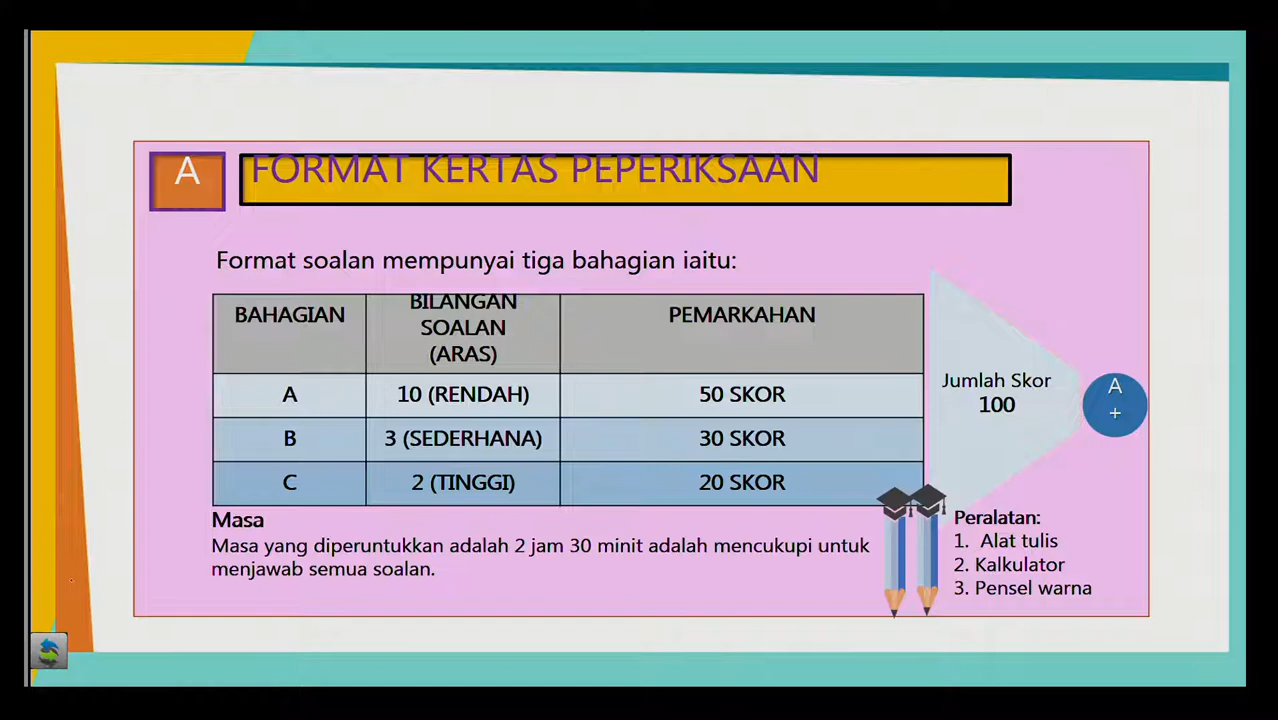 A
FORMAT KERTAS PEPERIKSAAN
Format soalan mempunyai tiga bahagian iaitu:
BAHAGIAN
BILANGAN
SOALAN
(ARAS)
PEMARKAHAN
A
10 (RENDAH)
50 SKOR
B
3 (SEDERHANA)
30 SKOR
C
2 (TINGGI)
20 SKOR
Jumlah Skor
100
A
+
Masa
Masa yang diperuntukkan adalah 2 jam 30 minit adalah mencukupi untuk
menjawab semua soalan.
Peralatan:
1. Alat tulis
2. Kalkulator
3. Pensel warna